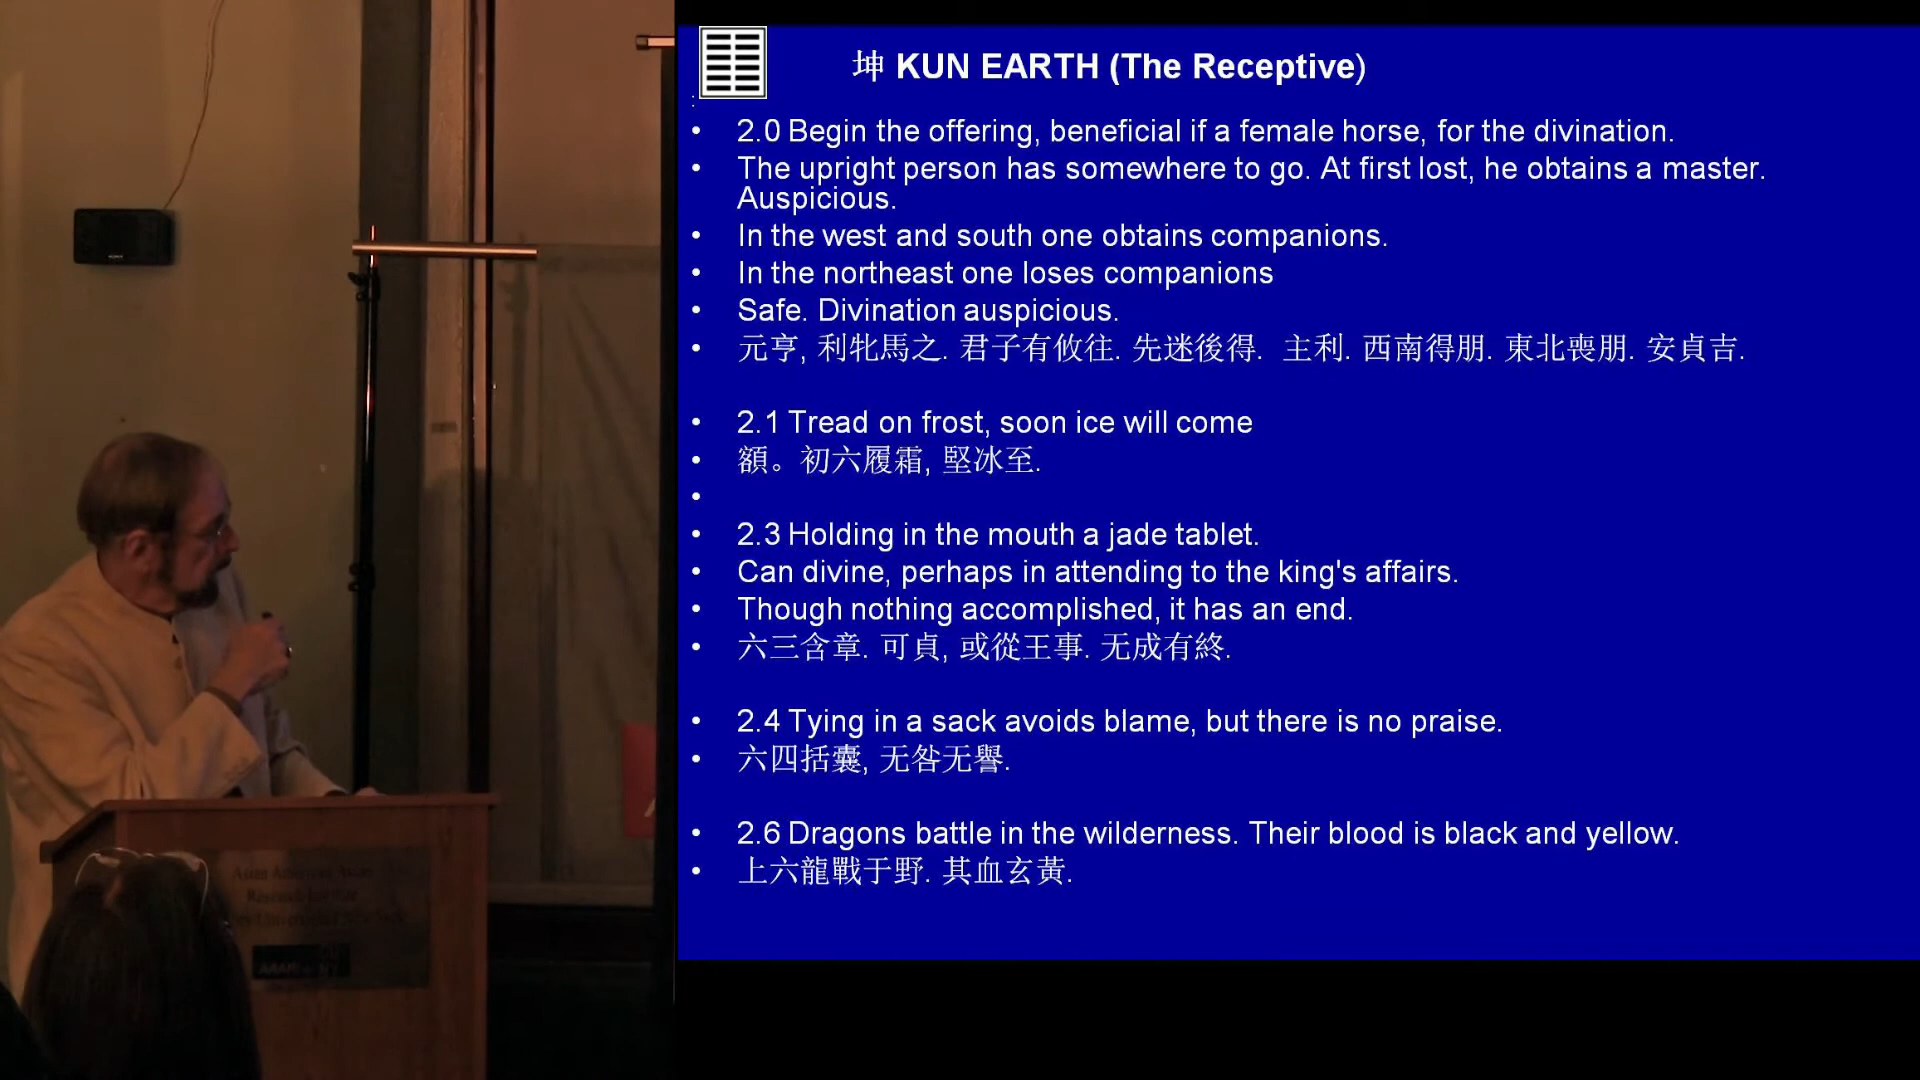 坤 KUN EARTH (The Receptive)
:
• 2.0 Begin the offering, beneficial if a female horse, for the divination.
• The upright person has somewhere to go. At first lost, he obtains a master.
Auspicious.
• In the west and south one obtains companions.
• In the northeast one loses companions
• Safe. Divination auspicious.
• 元亨, 利牝馬之. 君子有攸往. 先迷後得. 主利. 西南得朋. 東北喪朋. 安貞吉.
• 2.1 Tread on frost, soon ice will come
• 額。初六履霜, 堅冰至.
•
• 2.3 Holding in the mouth a jade tablet.
• Can divine, perhaps in attending to the king's affairs.
• Though nothing accomplished, it has an end.
• 六三含章. 可貞, 或從王事. 无成有終.
• 2.4 Tying in a sack avoids blame, but there is no praise.
• 六四括囊, 无咎无譽.
• 2.6 Dragons battle in the wilderness. Their blood is black and yellow.
• 上六龍戰于野. 其血玄黃.
Asian American Asian
Research Institute